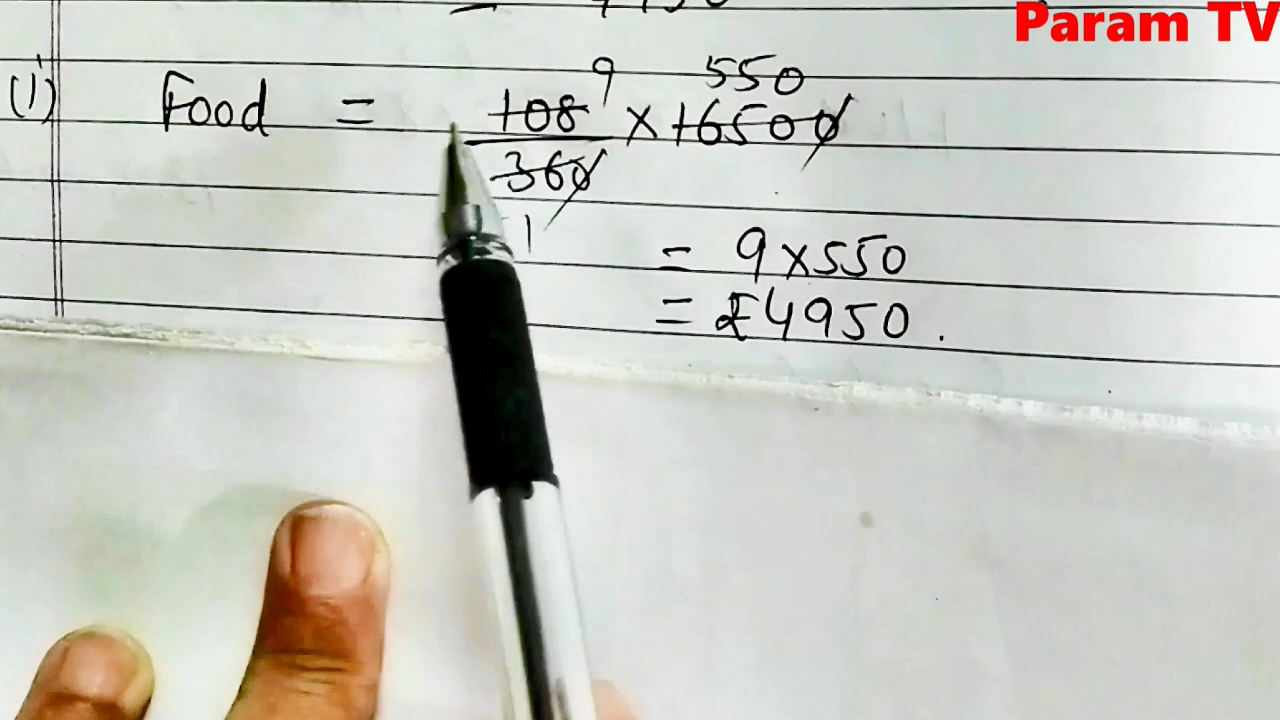 Param TV
9 550
(i) Food = 108 × 16500
360
1
= 9×550
= ₹4950.